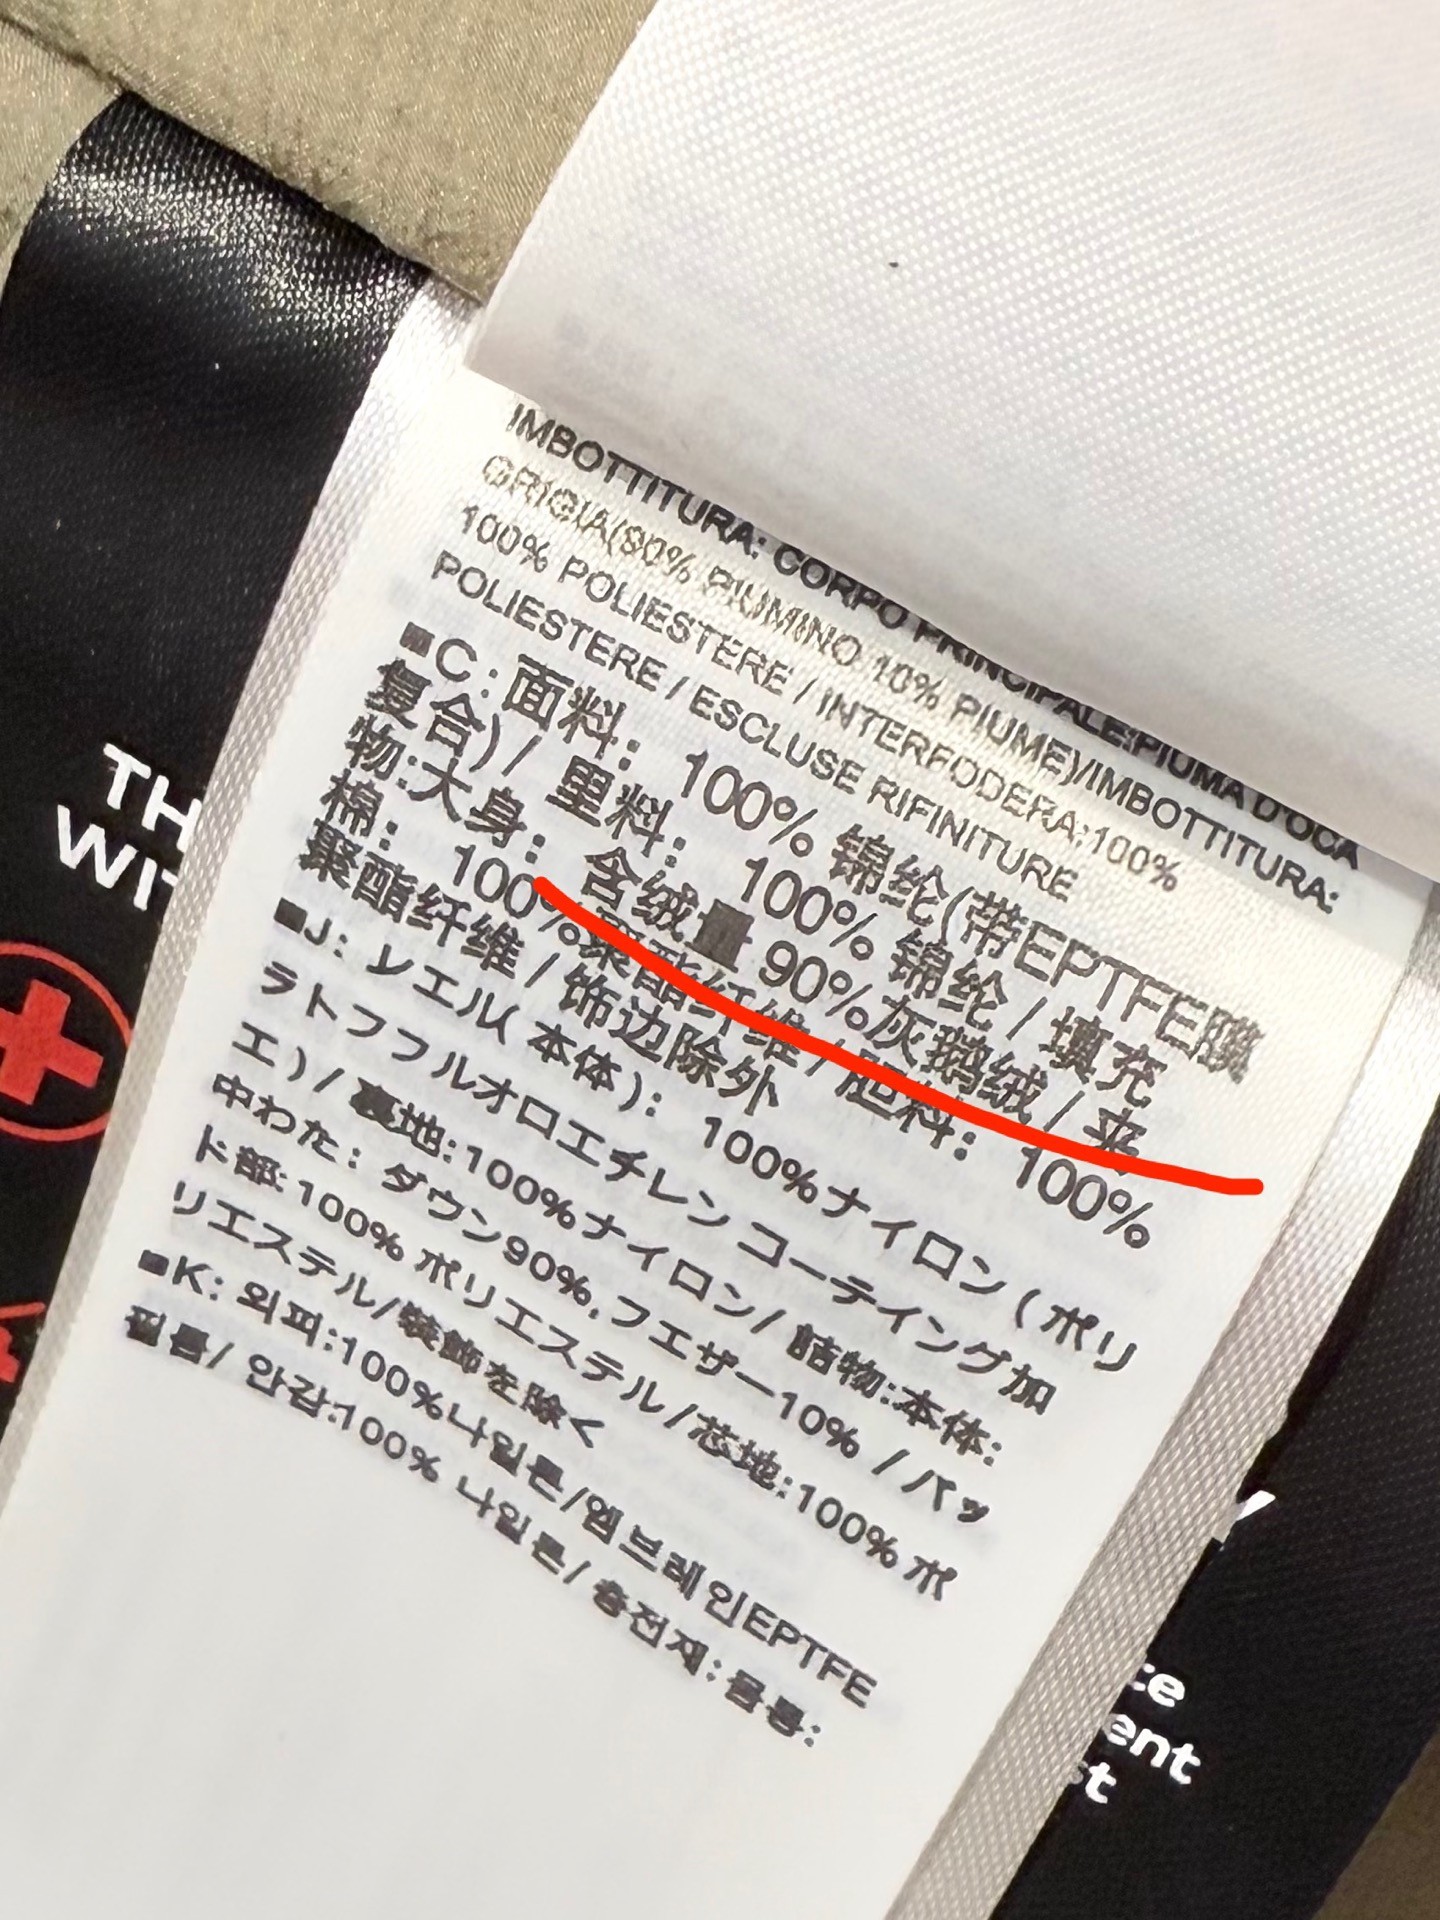 IMBOTTITURA: CORPO PRINCIPALE:PIUMA D'OCA
GRIGIA(90% PIUMINO 10% PIUME)/IMBOTTITURA:
100% POLIESTERE / INTERFODERA:100%
POLIESTERE / ESCLUSE RIFINITURE
■C: 面料: 100% 锦纶(带EPTFE膜
复合) / 里料: 100% 锦纶 / 填充
物:大身: 含绒量 90%灰鹅绒 / 夹
棉: 100%聚酯纤维 / 胆料: 100%
聚酯纤维 / 饰边除外
■J: シエル( 本体): 100%ナイロン ( ポリ
ラトフフルオロエチレン コーティング加
エ) / 裏地:100%ナイロン/ 詰物:本体:
中わた: ダウン90%,フエザー10% / パッ
ド部:100% ポリエステル /芯地:100% ポ
リエステル/装飾を除く
■K: 외피:100%나일론/멤브레인EPTFE
필름/ 안감:100% 나일론/ 충전재: 몸통:
TH
WIT
te
ent
st